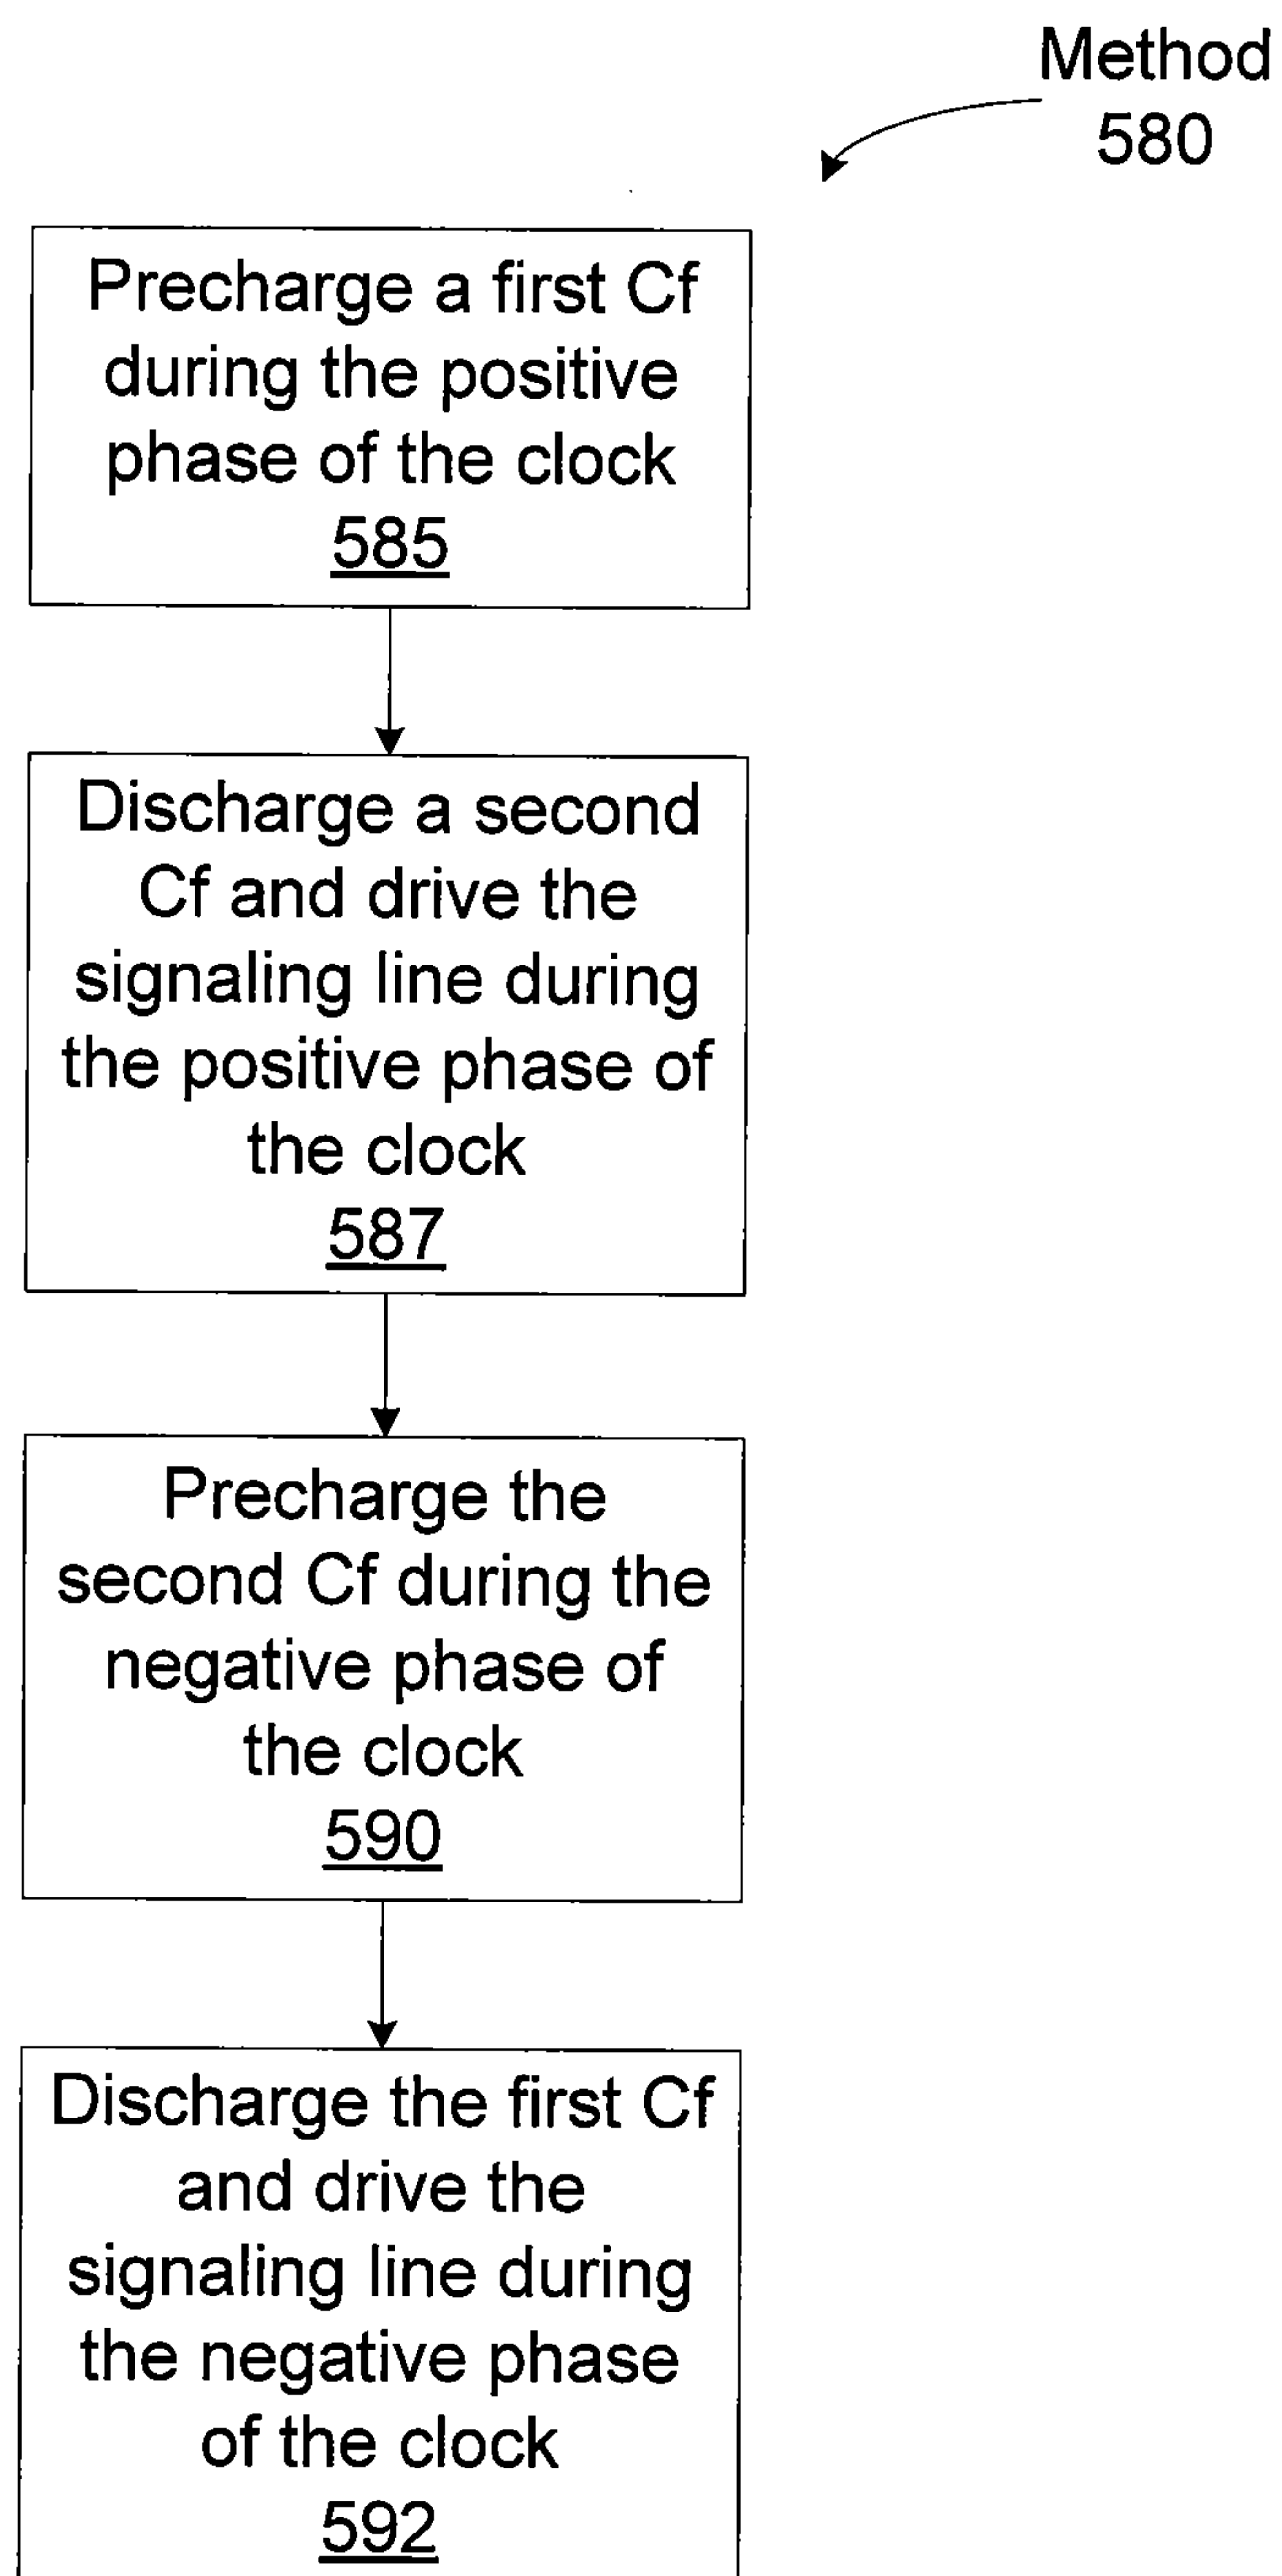 Method
580
Precharge a first Cf
during the positive
phase of the clock
585
Discharge a second
Cf and drive the
signaling line during
the positive phase of
the clock
587
Precharge the
second Cf during the
negative phase of
the clock
590
Discharge the first Cf
and drive the
signaling line during
the negative phase
of the clock
592